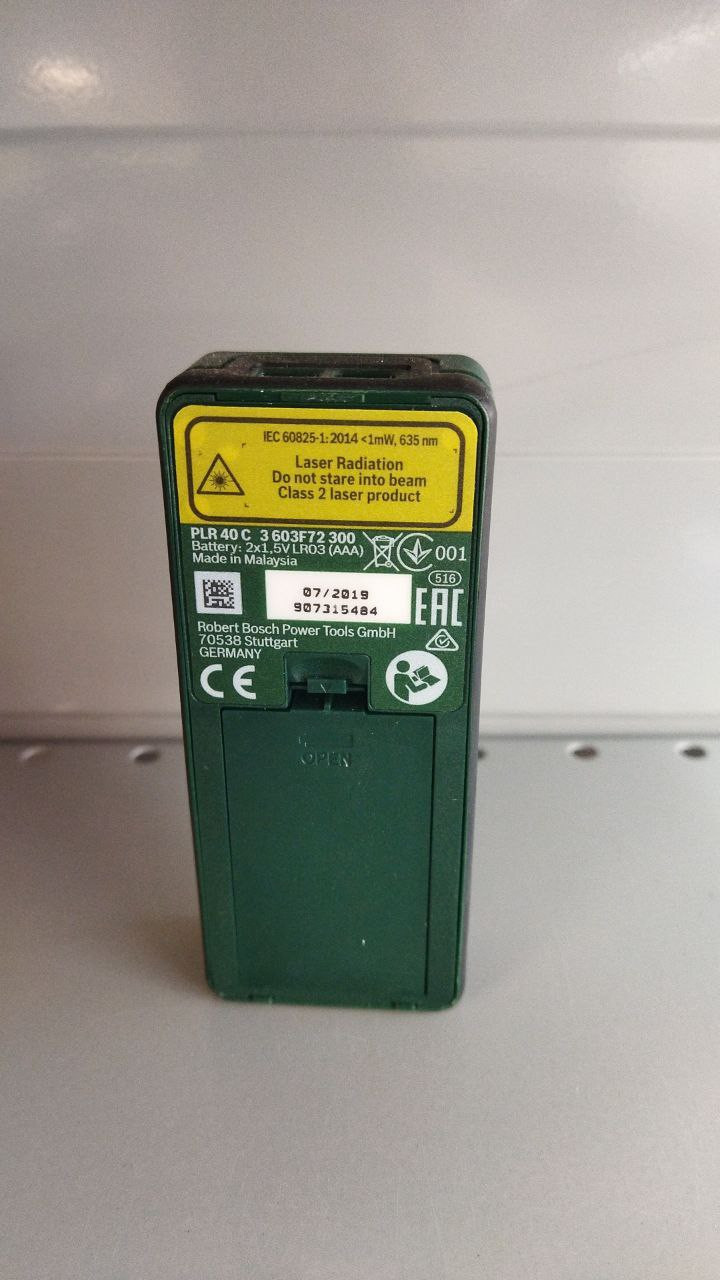 IEC 60825-1: 2014 <1mW, 635 nm
Laser Radiation
Do not stare into beam
Class 2 laser product
PLR 40 C 3 603F72 300
Battery: 2x1,5V LR03 (AAA)
Made in Malaysia
001
07/2019
907315484
516
EAC
Robert Bosch Power Tools GmbH
70538 Stuttgart
GERMANY
CE
OPEN